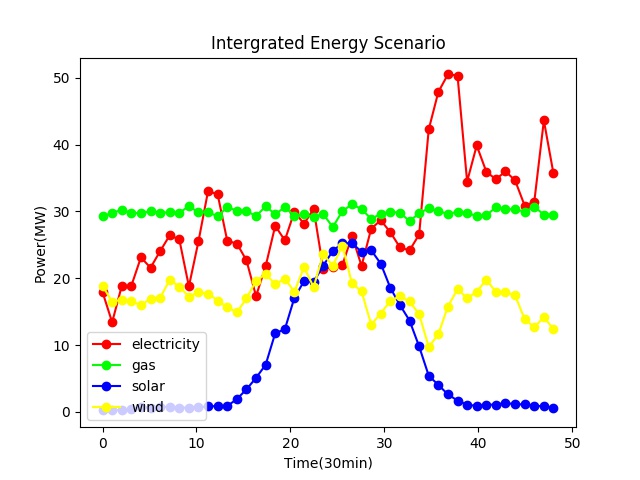 Intergrated Energy Scenario
Power(MW)
50
40
30
20
10
0
electricity
gas
solar
wind
0 10 20 30 40 50
Time(30min)